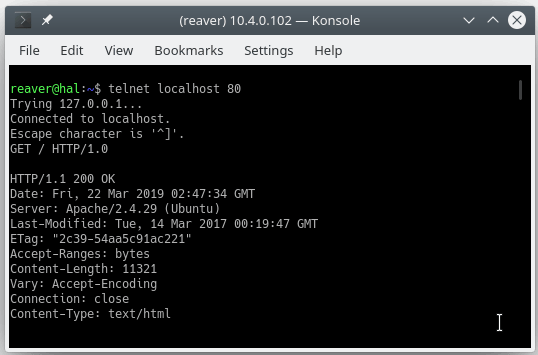 (reaver) 10.4.0.102 — Konsole
File Edit View Bookmarks Settings Help
reaver@hal:~$ telnet localhost 80
Trying 127.0.0.1...
Connected to localhost.
Escape character is '^]'.
GET / HTTP/1.0
HTTP/1.1 200 OK
Date: Fri, 22 Mar 2019 02:47:34 GMT
Server: Apache/2.4.29 (Ubuntu)
Last-Modified: Tue, 14 Mar 2017 00:19:47 GMT
ETag: "2c39-54aa5c91ac221"
Accept-Ranges: bytes
Content-Length: 11321
Vary: Accept-Encoding
Connection: close
Content-Type: text/html